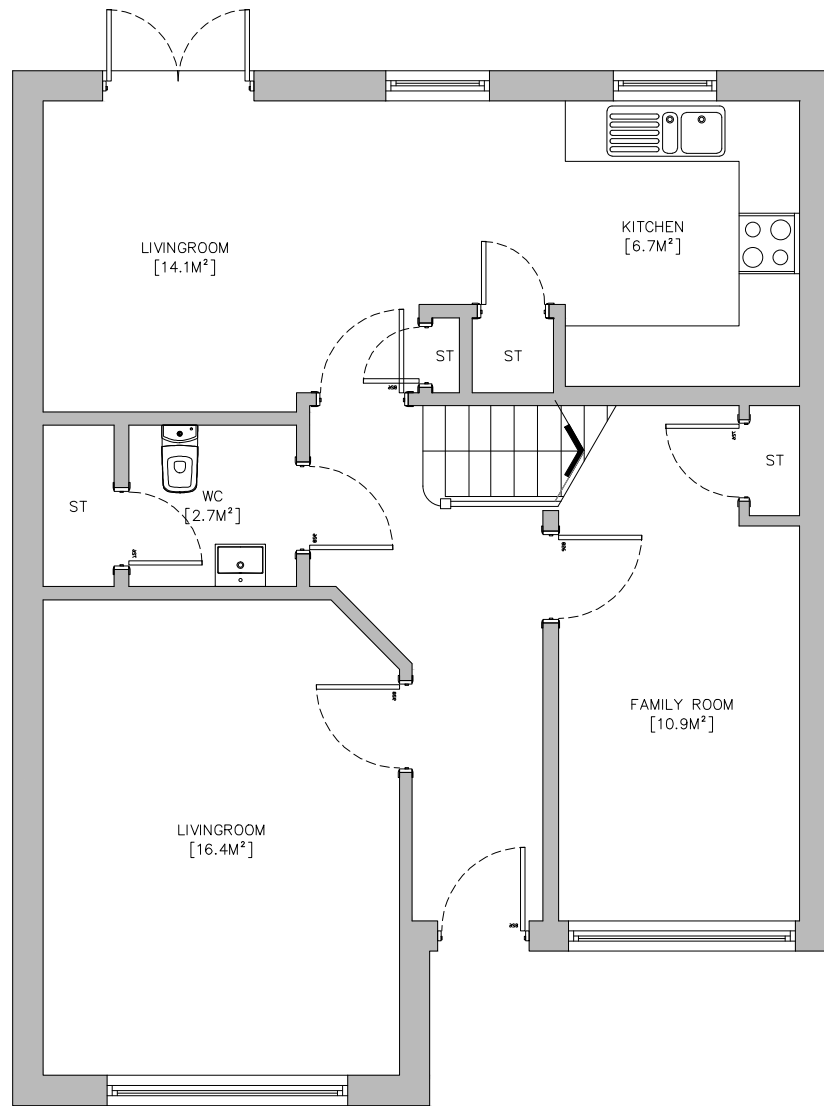 KITCHEN
[6.7M²]
LIVINGROOM
[14.1M²]
ST
ST
ST
ST
WC
[2.7M²]
FAMILY ROOM
[10.9M²]
LIVINGROOM
[16.4M²]